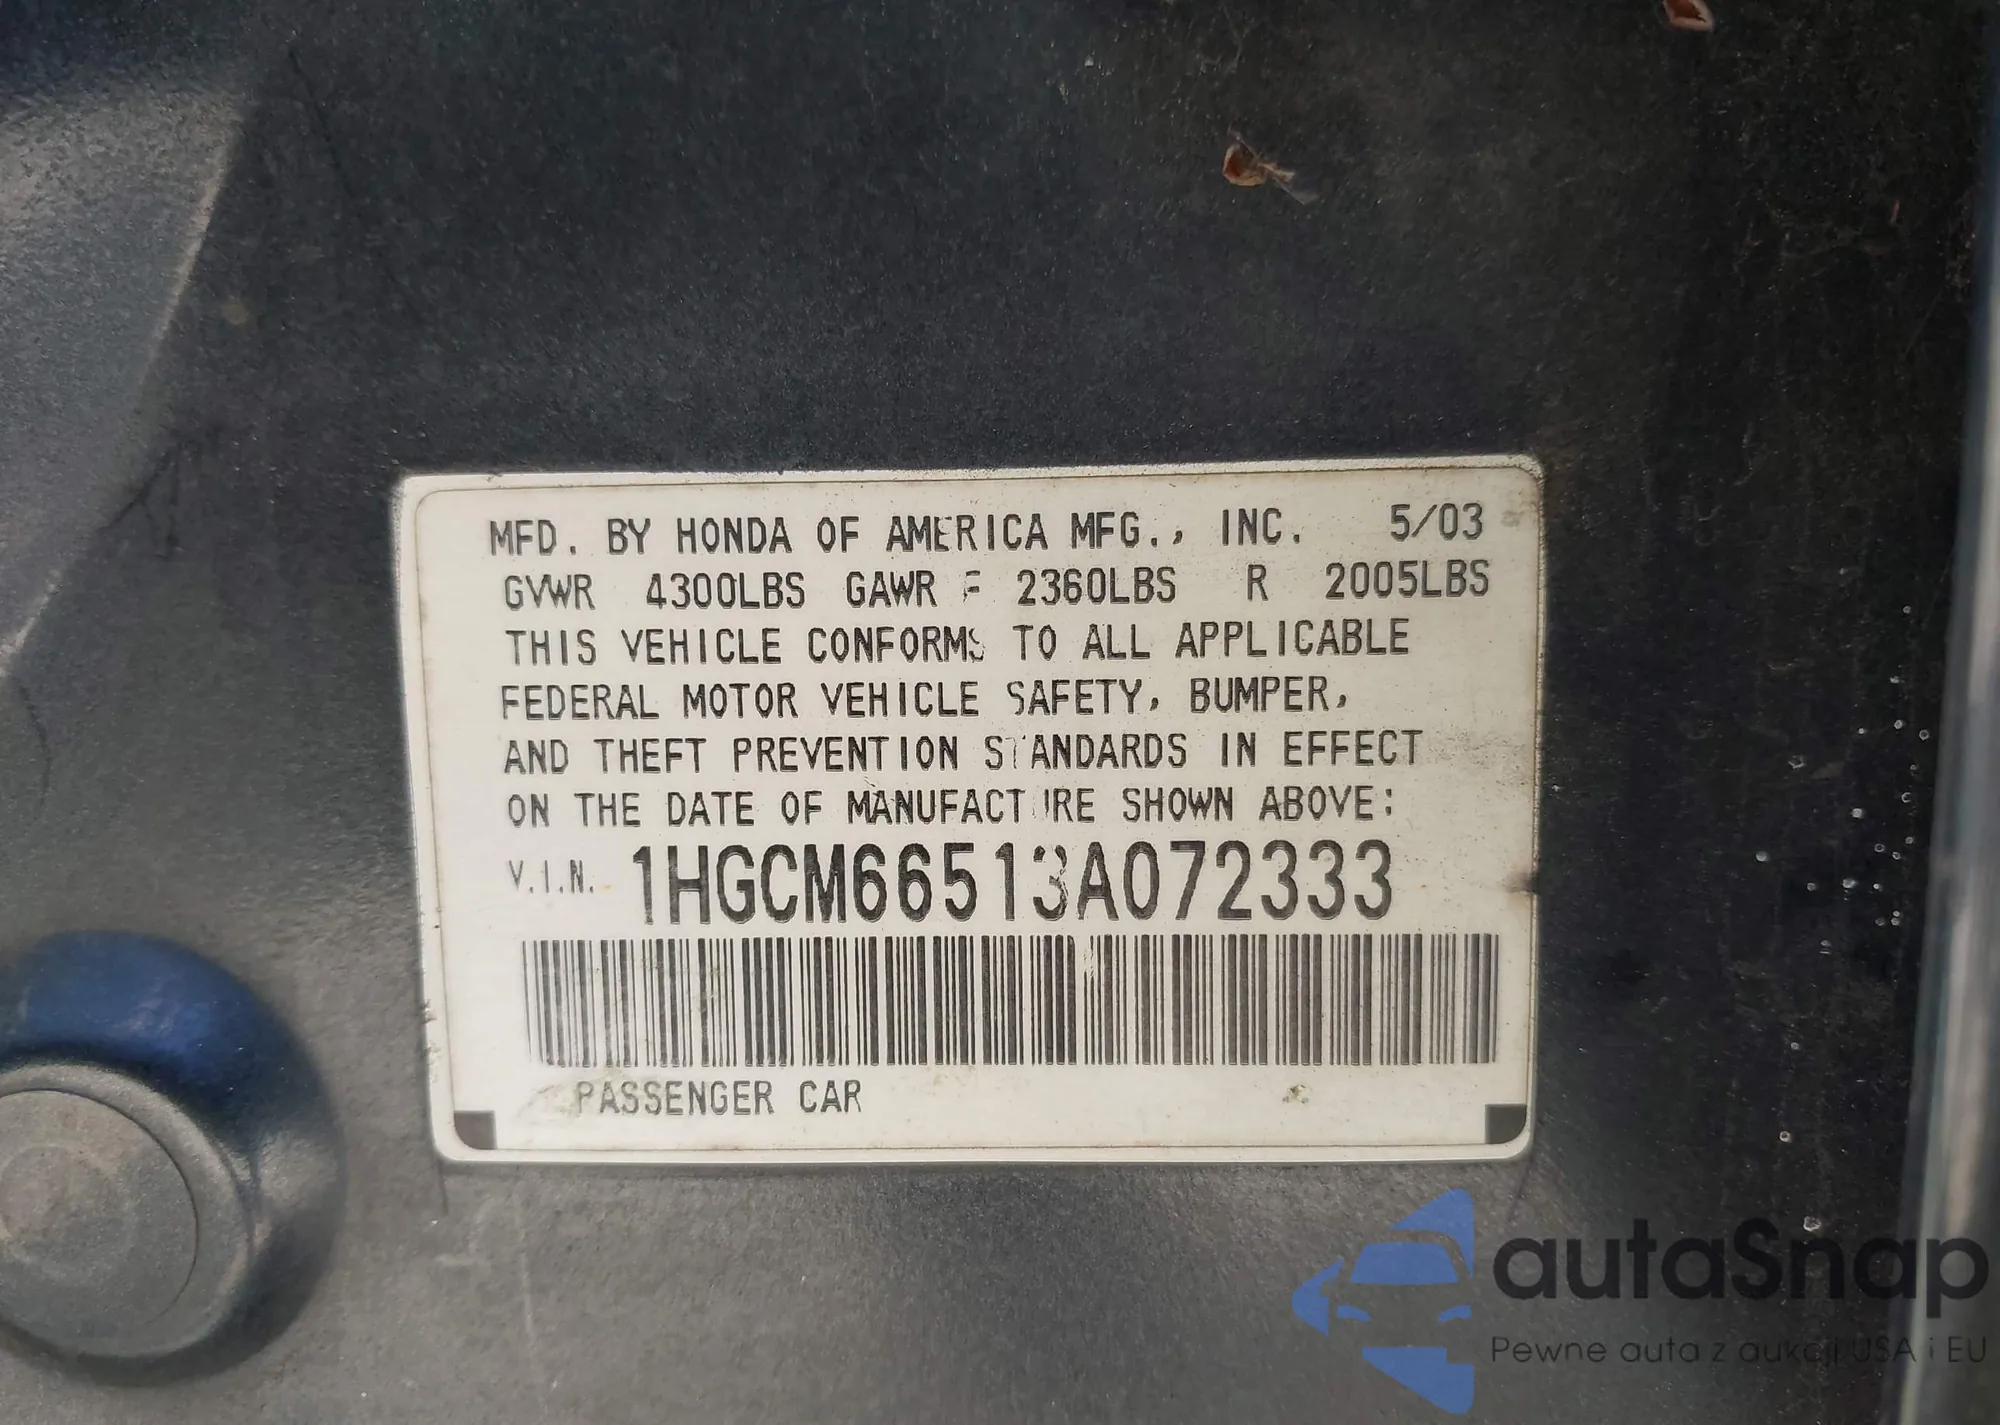 MFD. BY HONDA OF AMERICA MFG., INC. 5/03
GVWR 4300LBS GAWR F 2360LBS R 2005LBS
THIS VEHICLE CONFORMS TO ALL APPLICABLE
FEDERAL MOTOR VEHICLE SAFETY, BUMPER,
AND THEFT PREVENTION STANDARDS IN EFFECT
ON THE DATE OF MANUFACTURE SHOWN ABOVE:
V.I.N. 1HGCM66513A072333
PASSENGER CAR
autaSnap
Pewne auta z aukcji USA i EU